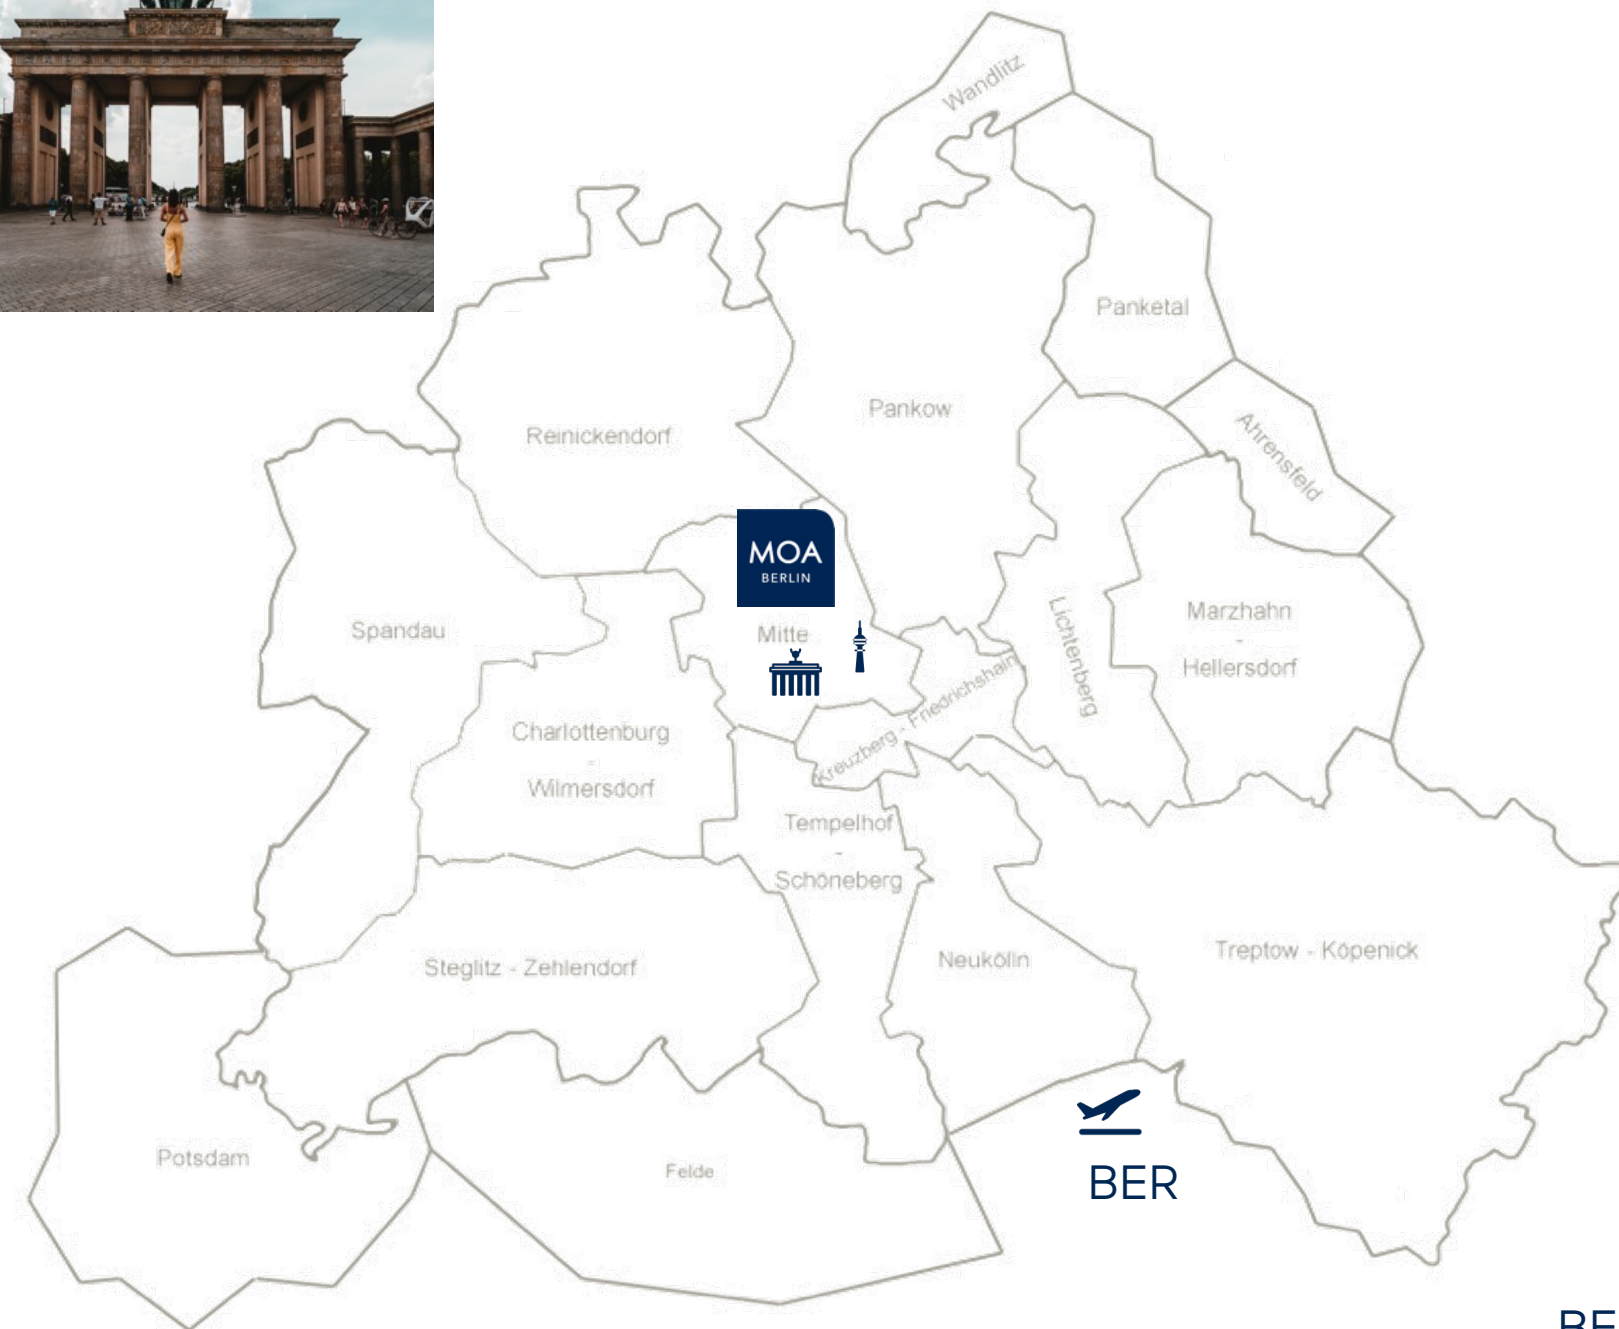 Wandlitz
Panketal
Pankow
Reinickendorf
Ahrensfeld
MOA
BERLIN
Spandau
Mitte
Lichtenberg
Marzhahn
-
Hellersdorf
Kreuzberg - Friedrichshain
Charlottenburg
-
Wilmersdorf
Tempelhof
-
Schöneberg
Steglitz - Zehlendorf
Neukölln
Treptow - Köpenick
Potsdam
Felde
BER